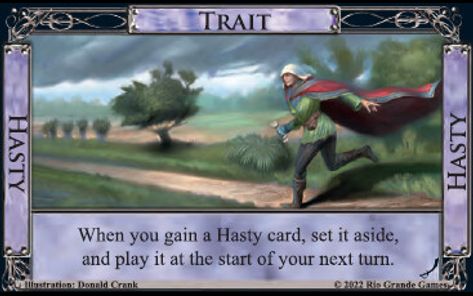 TRAIT
HASTY
HASTY
When you gain a Hasty card, set it aside,
and play it at the start of your next turn.
Illustration: Donald Crank
© 2022 Rio Grande Games